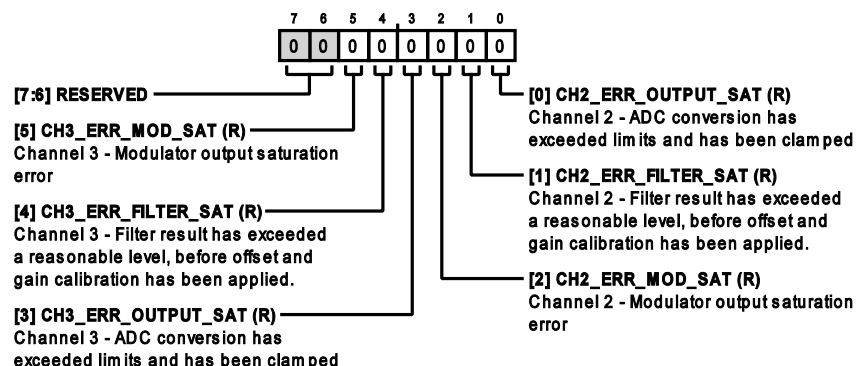 7 6 5 4 3 2 1 0
0 0 0 0 0 0 0 0
[7:6] RESERVED
[5] CH3_ERR_MOD_SAT (R)
Channel 3 - Modulator output saturation
error
[4] CH3_ERR_FILTER_SAT (R)
Channel 3 - Filter result has exceeded
a reasonable level, before offset and
gain calibration has been applied.
[3] CH3_ERR_OUTPUT_SAT (R)
Channel 3 - ADC conversion has
exceeded limits and has been clamped
[0] CH2_ERR_OUTPUT_SAT (R)
Channel 2 - ADC conversion has
exceeded limits and has been clamped
[1] CH2_ERR_FILTER_SAT (R)
Channel 2 - Filter result has exceeded
a reasonable level, before offset and
gain calibration has been applied.
[2] CH2_ERR_MOD_SAT (R)
Channel 2 - Modulator output saturation
error